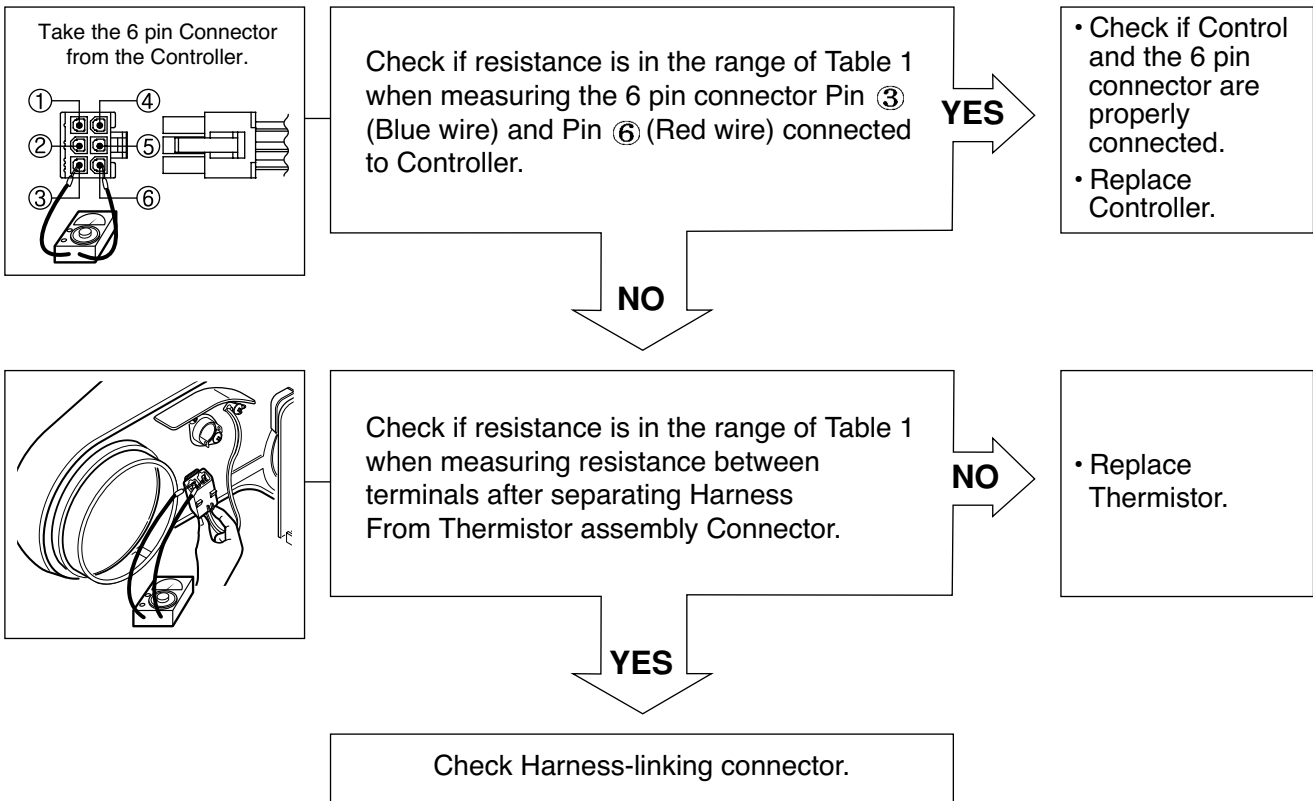 Take the 6 pin Connector
from the Controller.
① ④
② ⑤
③ ⑥
Check if resistance is in the range of Table 1
when measuring the 6 pin connector Pin ③
(Blue wire) and Pin ⑥ (Red wire) connected
to Controller.
YES
• Check if Control
and the 6 pin
connector are
properly
connected.
• Replace
Controller.
NO
Check if resistance is in the range of Table 1
when measuring resistance between
terminals after separating Harness
From Thermistor assembly Connector.
NO
• Replace
Thermistor.
YES
Check Harness-linking connector.